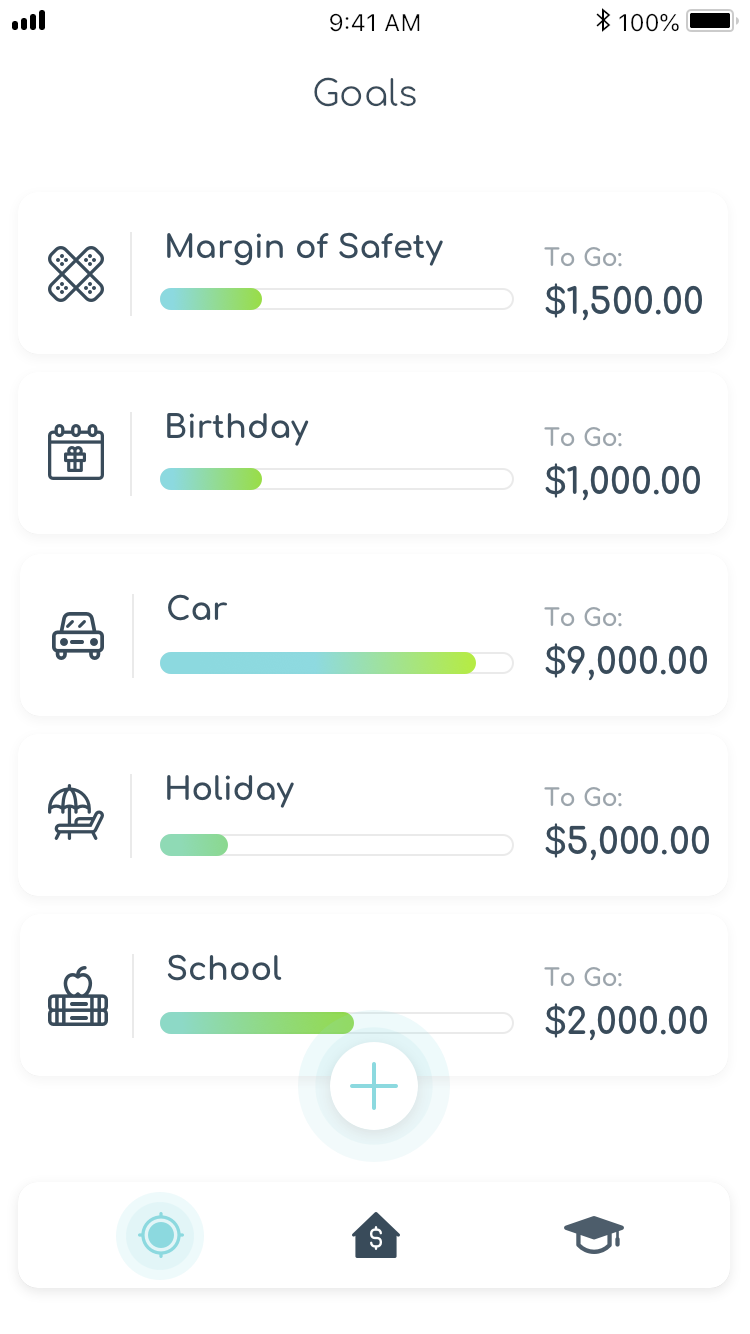 9:41 AM
100%
Goals
Margin of Safety
To Go:
$1,500.00
Birthday
To Go:
$1,000.00
Car
To Go:
$9,000.00
Holiday
To Go:
$5,000.00
School
To Go:
$2,000.00
$